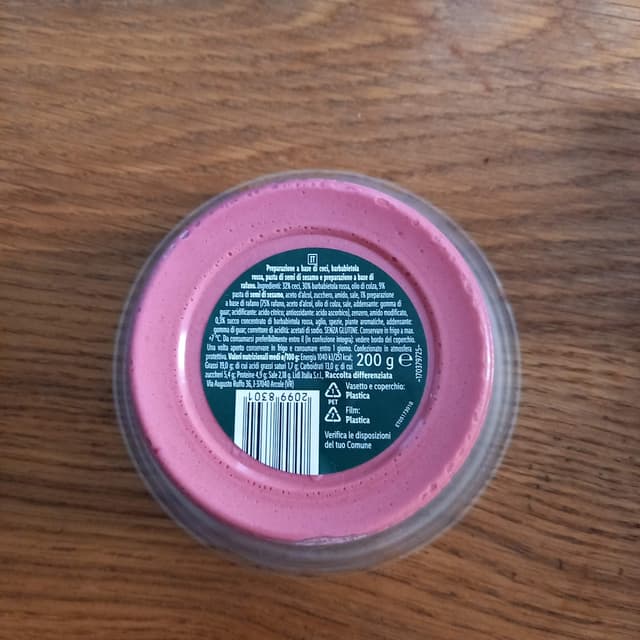 IT
Preparazione a base di ceci, barbabietola
rossa, pasta di semi di sesamo e preparazione a base di
rafano. Ingredienti: 32% ceci, 30% barbabietola rossa, olio di colza, 9%
pasta di semi di sesamo, aceto d'alcol, zucchero, amido, sale, 1% preparazione
a base di rafano (75% rafano, aceto d'alcol, olio di colza, sale, addensante: gomma di
guar; acidificante: acido citrico; antiossidante: acido ascorbico), zenzero, amido modificato,
0,3% succo concentrato di barbabietola rossa, aglio, spezie, piante aromatiche, addensante:
gomma di guar; correttore di acidità: acetati di sodio. SENZA GLUTINE. Conservare in frigo a max.
+7 °C. Da consumarsi preferibilmente entro il (in confezione integra): vedere bordo del coperchio.
Una volta aperto conservare in frigo e consumare entro 1 giorno. Confezionato in atmosfera
protettiva. Valori nutrizionali medi x/100 g: Energia 1040 kJ/251 kcal;
Grassi 19,0 g; di cui acidi grassi saturi 1,7 g; Carboidrati 13,0 g; di cui
zuccheri 5,4 g; Proteine 4,9 g; Sale 2,18 g. Lidl Italia S.r.l.,
Via Augusto Ruffo 36, I-37040 Arcole (VR)
200 g e
Raccolta differenziata
1
PET
Vasetto e coperchio:
Plastica
7
Film:
Plastica
Verifica le disposizioni
del tuo Comune
2099 8301